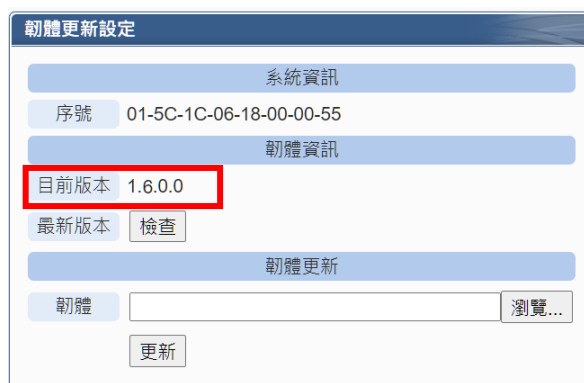 韌體更新設定
系統資訊
序號 01-5C-1C-06-18-00-00-55
韌體資訊
目前版本 1.6.0.0
最新版本 檢查
韌體更新
韌體 瀏覽...
更新